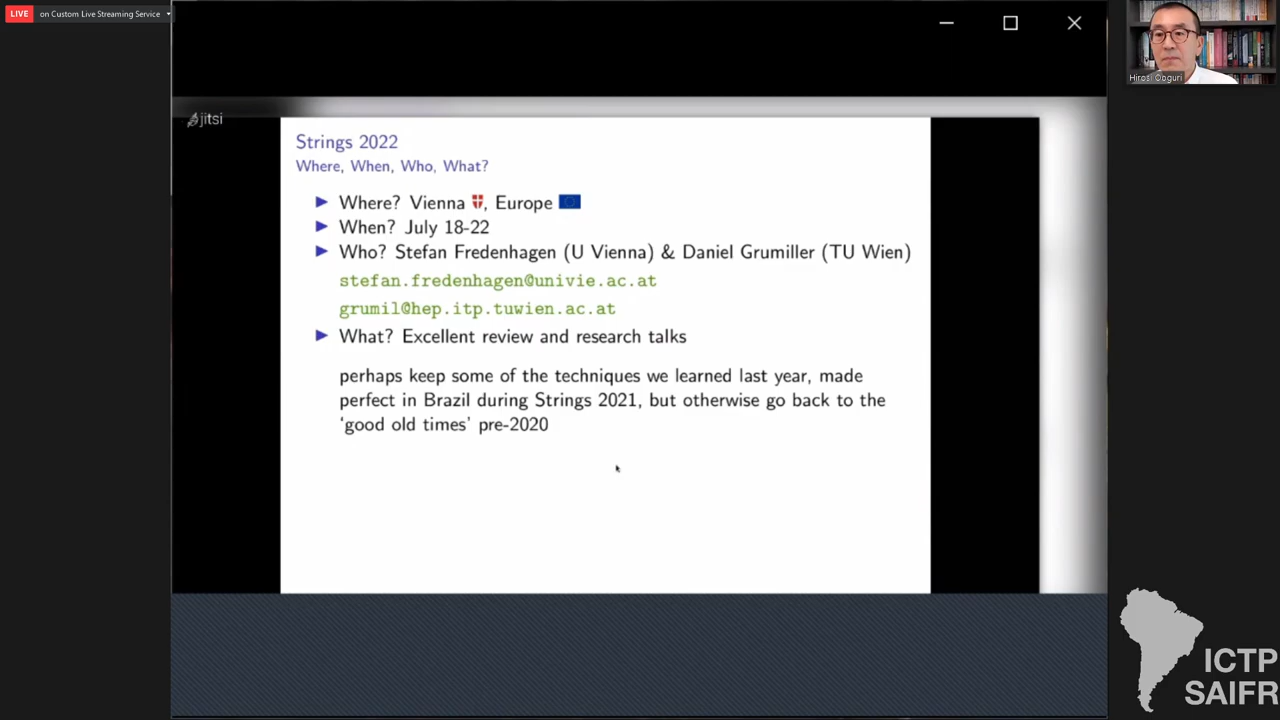 LIVE on Custom Live Streaming Service
Hirosi Ooguri
jitsi
Strings 2022
Where, When, Who, What?
Where? Vienna, Europe
When? July 18-22
Who? Stefan Fredenhagen (U Vienna) & Daniel Grumiller (TU Wien)
stefan.fredenhagen@univie.ac.at
grumil@hep.itp.tuwien.ac.at
What? Excellent review and research talks
perhaps keep some of the techniques we learned last year, made
perfect in Brazil during Strings 2021, but otherwise go back to the
‘good old times’ pre-2020
ICTP
SAIFR